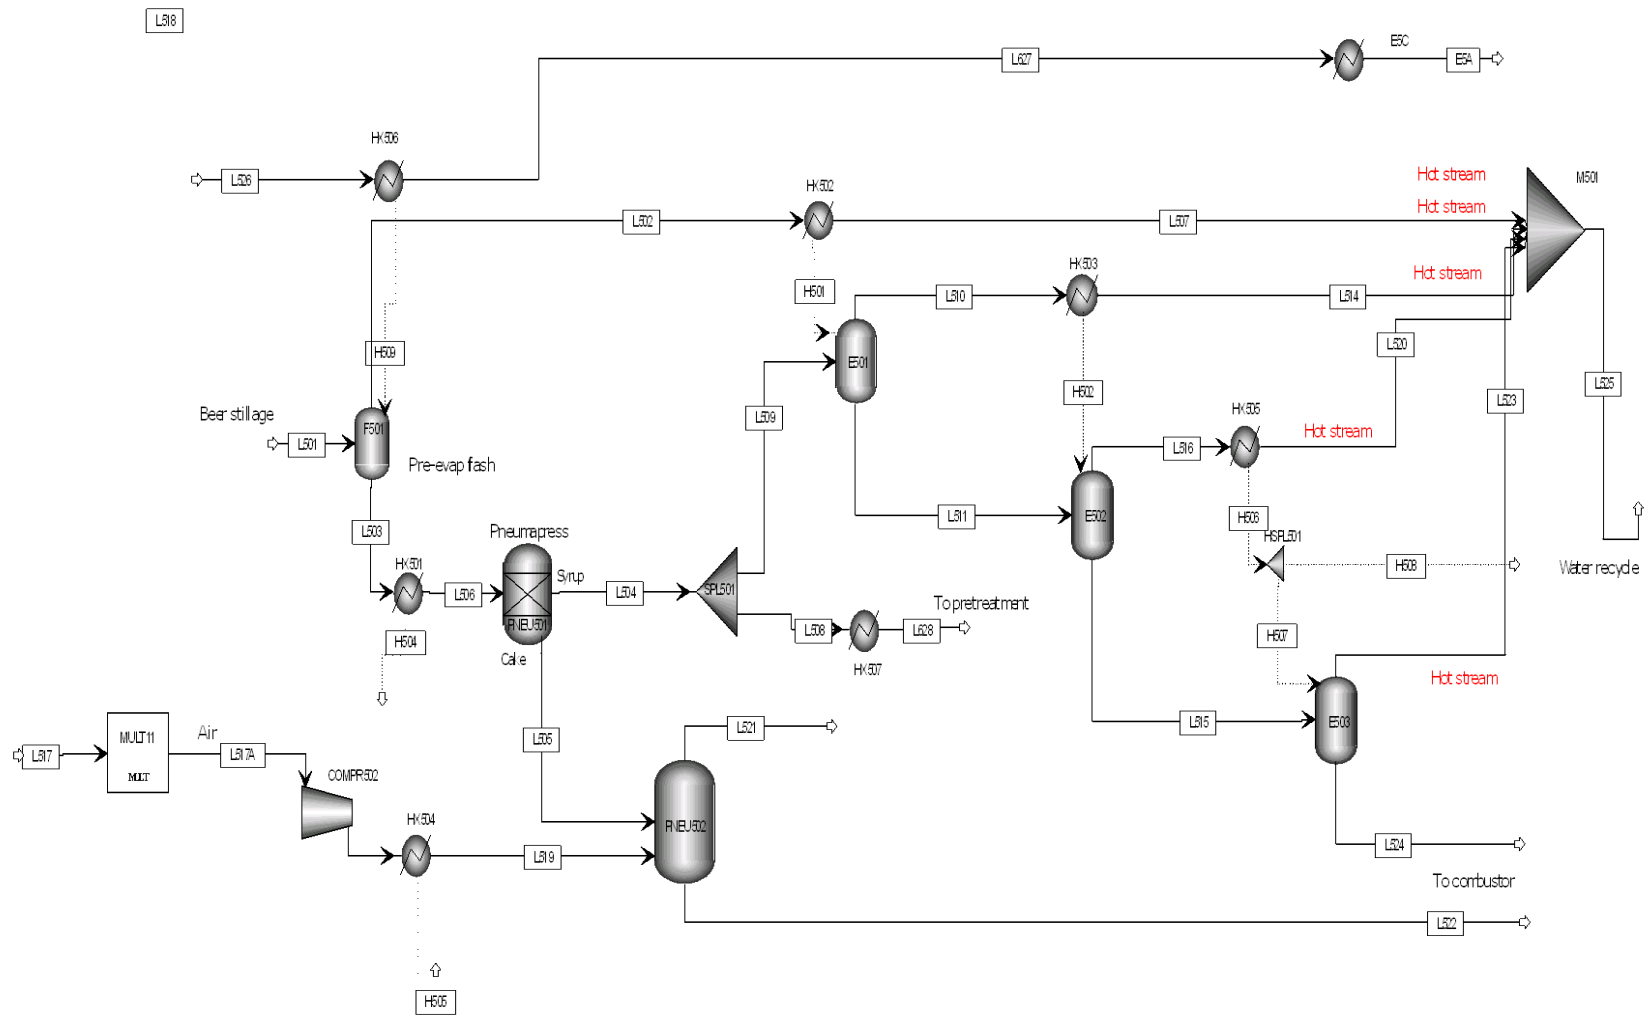 L518
E5C
L627
E5A
HX506
L526
HX502
Hot stream
M501
Hot stream
L502
L507
HX503
Hot stream
H501
L510
L514
H509
E501
L520
L525
H502
L523
Beer stillage
L509
HX505
F501
Hot stream
L501
L516
Pre-evap flash
L503
L511
E502
H506
Pneumapress
HSPL501
HX501
Syrup
H508
Water recycle
L506
L504
SPL501
To pretreatment
PNEU501
L508
L628
H504
H507
Cake
HX507
Hot stream
L521
L515
E503
MULT11
Air
L505
L517
L517A
MULT
COMPR502
HX504
PNEU502
L519
L524
To combustor
L522
H505